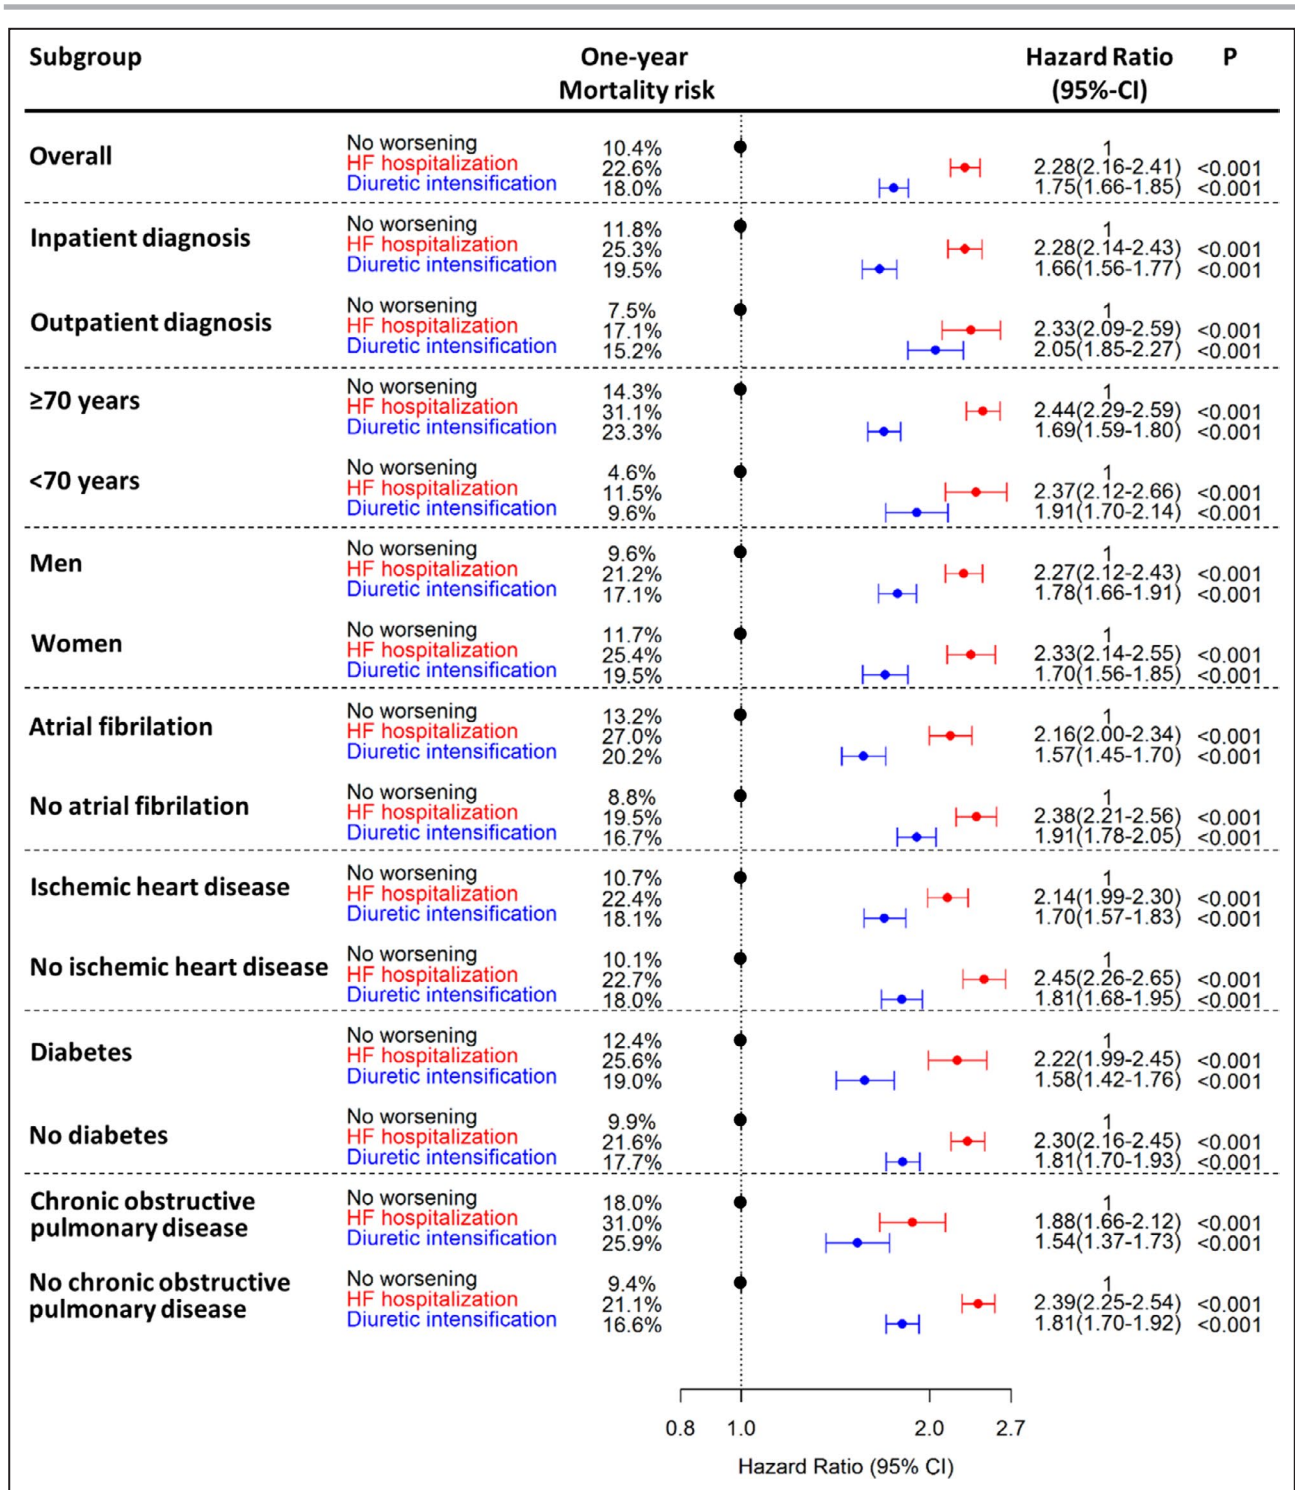 Subgroup One-year Hazard Ratio P
Mortality risk (95%-CI)
Overall
No worsening 10.4% 1
HF hospitalization 22.6% 2.28(2.16-2.41) <0.001
Diuretic intensification 18.0% 1.75(1.66-1.85) <0.001
Inpatient diagnosis
No worsening 11.8% 1
HF hospitalization 25.3% 2.28(2.14-2.43) <0.001
Diuretic intensification 19.5% 1.66(1.56-1.77) <0.001
Outpatient diagnosis
No worsening 7.5% 1
HF hospitalization 17.1% 2.33(2.09-2.59) <0.001
Diuretic intensification 15.2% 2.05(1.85-2.27) <0.001
≥70 years
No worsening 14.3% 1
HF hospitalization 31.1% 2.44(2.29-2.59) <0.001
Diuretic intensification 23.3% 1.69(1.59-1.80) <0.001
<70 years
No worsening 4.6% 1
HF hospitalization 11.5% 2.37(2.12-2.66) <0.001
Diuretic intensification 9.6% 1.91(1.70-2.14) <0.001
Men
No worsening 9.6% 1
HF hospitalization 21.2% 2.27(2.12-2.43) <0.001
Diuretic intensification 17.1% 1.78(1.66-1.91) <0.001
Women
No worsening 11.7% 1
HF hospitalization 25.4% 2.33(2.14-2.55) <0.001
Diuretic intensification 19.5% 1.70(1.56-1.85) <0.001
Atrial fibrilation
No worsening 13.2% 1
HF hospitalization 27.0% 2.16(2.00-2.34) <0.001
Diuretic intensification 20.2% 1.57(1.45-1.70) <0.001
No atrial fibrilation
No worsening 8.8% 1
HF hospitalization 19.5% 2.38(2.21-2.56) <0.001
Diuretic intensification 16.7% 1.91(1.78-2.05) <0.001
Ischemic heart disease
No worsening 10.7% 1
HF hospitalization 22.4% 2.14(1.99-2.30) <0.001
Diuretic intensification 18.1% 1.70(1.57-1.83) <0.001
No ischemic heart disease
No worsening 10.1% 1
HF hospitalization 22.7% 2.45(2.26-2.65) <0.001
Diuretic intensification 18.0% 1.81(1.68-1.95) <0.001
Diabetes
No worsening 12.4% 1
HF hospitalization 25.6% 2.22(1.99-2.45) <0.001
Diuretic intensification 19.0% 1.58(1.42-1.76) <0.001
No diabetes
No worsening 9.9% 1
HF hospitalization 21.6% 2.30(2.16-2.45) <0.001
Diuretic intensification 17.7% 1.81(1.70-1.93) <0.001
Chronic obstructive
pulmonary disease
No worsening 18.0% 1
HF hospitalization 31.0% 1.88(1.66-2.12) <0.001
Diuretic intensification 25.9% 1.54(1.37-1.73) <0.001
No chronic obstructive
pulmonary disease
No worsening 9.4% 1
HF hospitalization 21.1% 2.39(2.25-2.54) <0.001
Diuretic intensification 16.6% 1.81(1.70-1.92) <0.001
0.8 1.0 2.0 2.7
Hazard Ratio (95% CI)